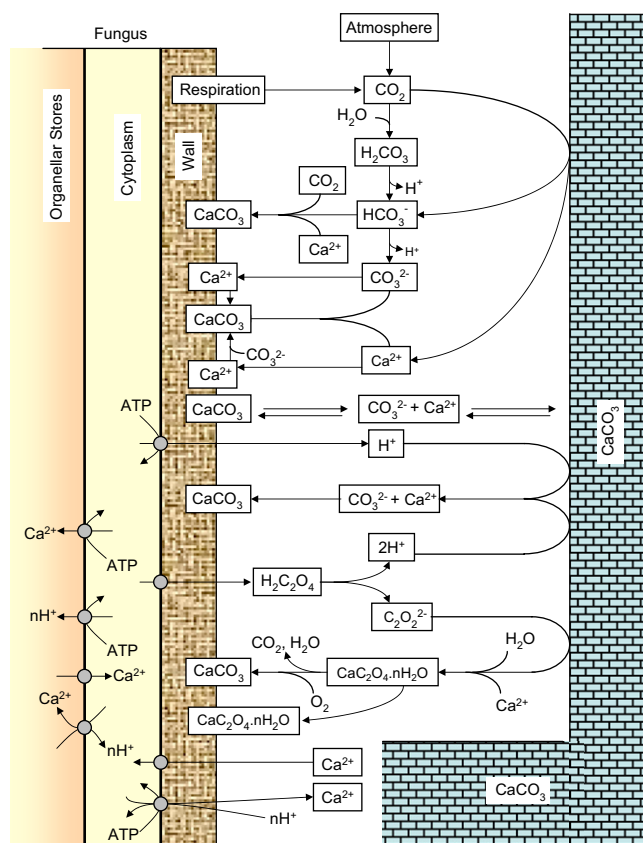 Fungus
Atmosphere
Organellar Stores
Cytoplasm
Wall
Respiration
CO₂
H₂O
H₂CO₃
H⁺
CO₂
CaCO₃
HCO₃⁻
Ca²⁺
H⁺
Ca²⁺
CO₃²⁻
CaCO₃
CO₃²⁻
Ca²⁺
Ca²⁺
ATP
CaCO₃
CO₃²⁻ + Ca²⁺
CaCO₃
H⁺
CaCO₃
CO₃²⁻ + Ca²⁺
Ca²⁺
ATP
2H⁺
H₂C₂O₄
nH⁺
C₂O₂²⁻
ATP
CO₂, H₂O
H₂O
Ca²⁺
CaCO₃
CaC₂O₄.nH₂O
Ca²⁺
O₂
Ca²⁺
CaC₂O₄.nH₂O
nH⁺
Ca²⁺
CaCO₃
Ca²⁺
nH⁺
ATP